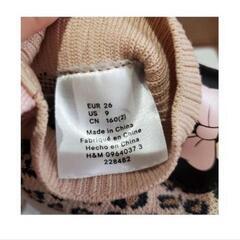 EUR 26
US 9
CN 160(2)
Made in China
Fabriqué en Chine
Hecho en China
H&M 0964037 3
228482